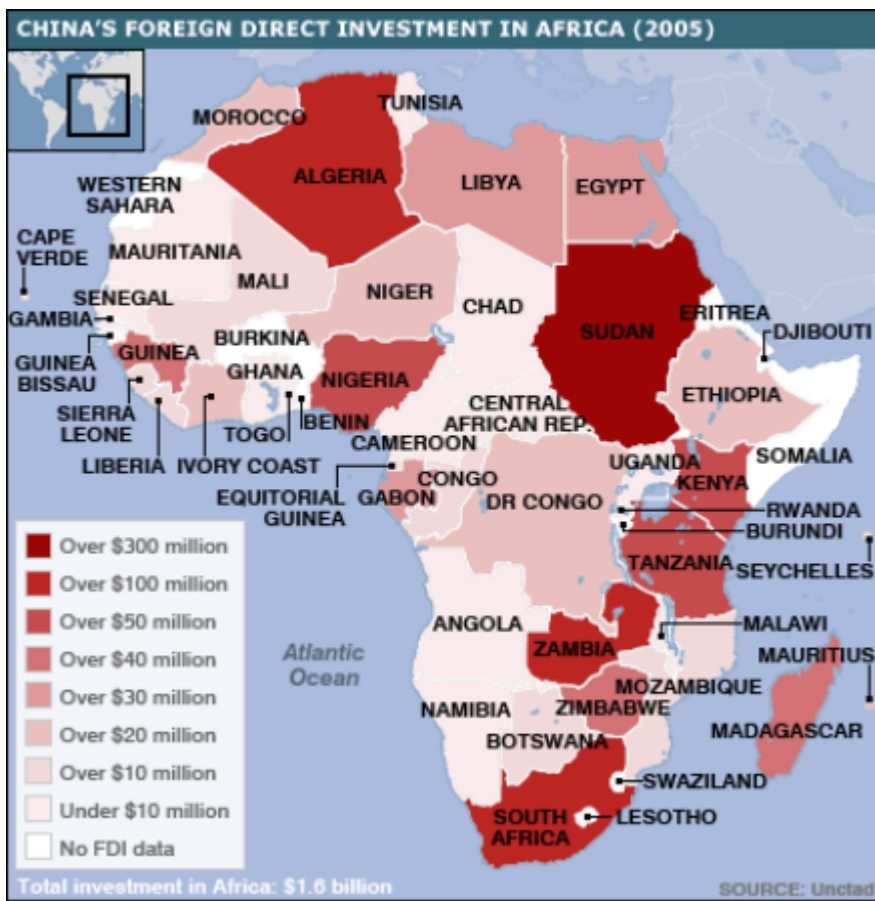 CHINA'S FOREIGN DIRECT INVESTMENT IN AFRICA (2005)
TUNISIA
MOROCCO
ALGERIA
LIBYA
EGYPT
WESTERN
SAHARA
CAPE
VERDE
MAURITANIA
MALI
NIGER
CHAD
SUDAN
ERITREA
DJIBOUTI
SENEGAL
GAMBIA
GUINEA
BISSAU
GUINEA
BURKINA
GHANA
NIGERIA
ETHIOPIA
SIERRA
LEONE
LIBERIA
IVORY COAST
TOGO
BENIN
CENTRAL
AFRICAN REP.
CAMEROON
SOMALIA
UGANDA
KENYA
EQUITORIAL
GUINEA
GABON
CONGO
DR CONGO
RWANDA
BURUNDI
TANZANIA
SEYCHELLES
Over $300 million
Over $100 million
Over $50 million
Over $40 million
Over $30 million
Over $20 million
Over $10 million
Under $10 million
No FDI data
Atlantic
Ocean
ANGOLA
ZAMBIA
MALAWI
MAURITIUS
MOZAMBIQUE
ZIMBABWE
NAMIBIA
BOTSWANA
MADAGASCAR
SWAZILAND
SOUTH
AFRICA
LESOTHO
Total investment in Africa: $1.6 billion
SOURCE: Unctad